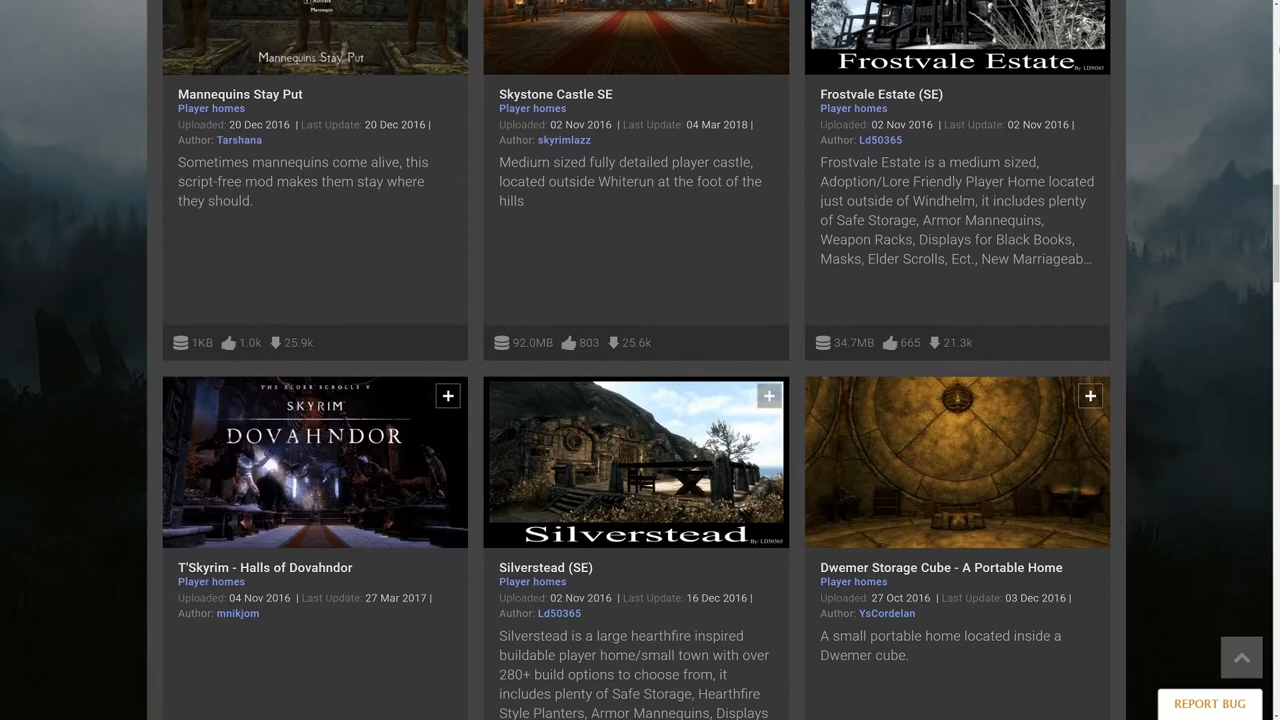 Activate
Mannequin
Mannequins Stay Put
Frostvale Estate By: LD50365
Mannequins Stay Put
Player homes
Uploaded: 20 Dec 2016 | Last Update: 20 Dec 2016 |
Author: Tarshana
Sometimes mannequins come alive, this
script-free mod makes them stay where
they should.
1KB 1.0k 25.9k
Skystone Castle SE
Player homes
Uploaded: 02 Nov 2016 | Last Update: 04 Mar 2018 |
Author: skyrimlazz
Medium sized fully detailed player castle,
located outside Whiterun at the foot of the
hills
92.0MB 803 25.6k
Frostvale Estate (SE)
Player homes
Uploaded: 02 Nov 2016 | Last Update: 02 Nov 2016 |
Author: Ld50365
Frostvale Estate is a medium sized,
Adoption/Lore Friendly Player Home located
just outside of Windhelm, it includes plenty
of Safe Storage, Armor Mannequins,
Weapon Racks, Displays for Black Books,
Masks, Elder Scrolls, Ect., New Marriageab...
34.7MB 665 21.3k
THE ELDER SCROLLS V
SKYRIM
DOVAHNDOR
Silverstead By: LD50365
T'Skyrim - Halls of Dovahndor
Player homes
Uploaded: 04 Nov 2016 | Last Update: 27 Mar 2017 |
Author: mnikjom
Silverstead (SE)
Player homes
Uploaded: 02 Nov 2016 | Last Update: 16 Dec 2016 |
Author: Ld50365
Silverstead is a large hearthfire inspired
buildable player home/small town with over
280+ build options to choose from, it
includes plenty of Safe Storage, Hearthfire
Style Planters, Armor Mannequins, Displays
Dwemer Storage Cube - A Portable Home
Player homes
Uploaded: 27 Oct 2016 | Last Update: 03 Dec 2016 |
Author: YsCordelan
A small portable home located inside a
Dwemer cube.
REPORT BUG